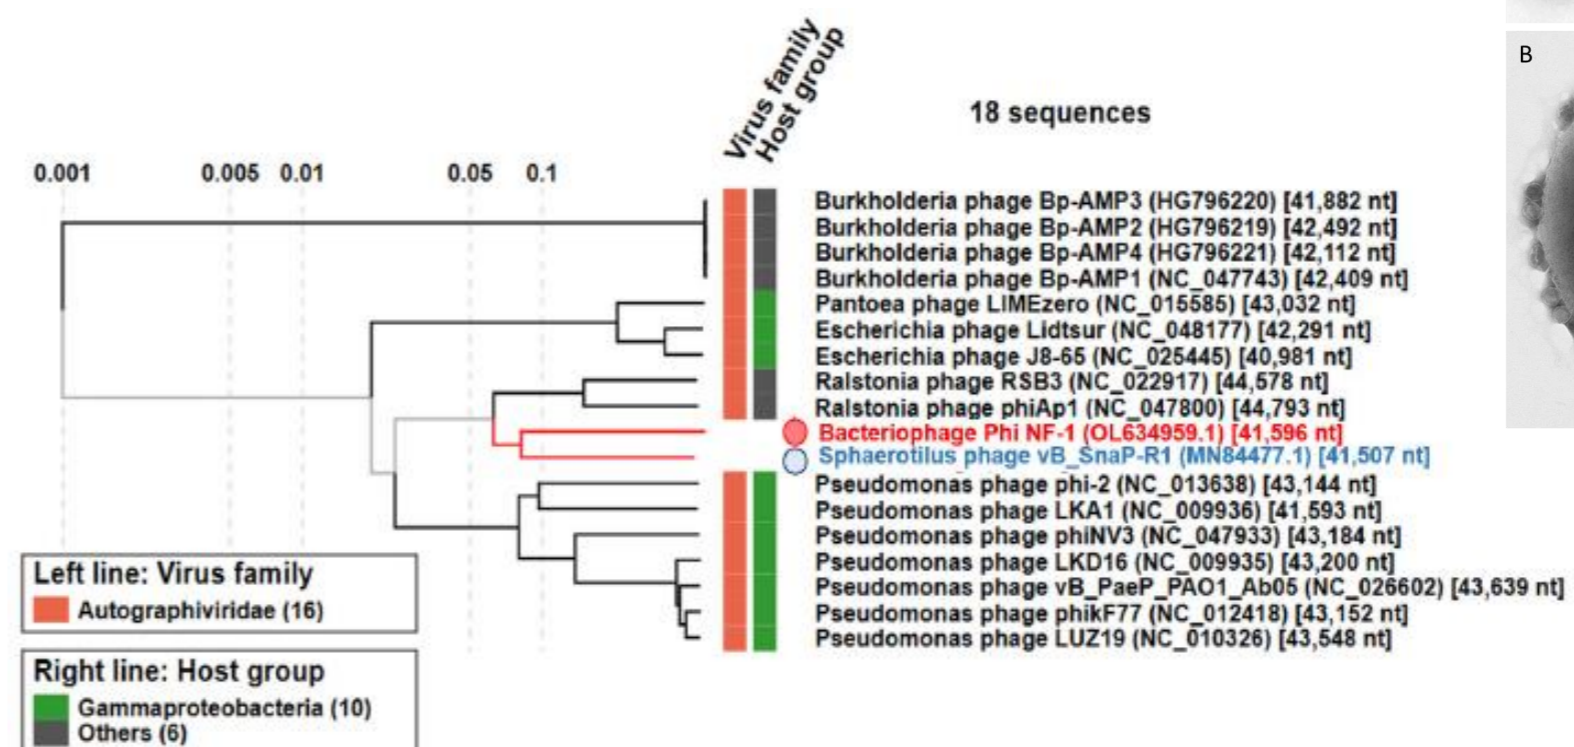 Virus family
Host group
18 sequences
0.001 0.005 0.01 0.05 0.1
Burkholderia phage Bp-AMP3 (HG796220) [41,882 nt]
Burkholderia phage Bp-AMP2 (HG796219) [42,492 nt]
Burkholderia phage Bp-AMP4 (HG796221) [42,112 nt]
Burkholderia phage Bp-AMP1 (NC_047743) [42,409 nt]
Pantoea phage LIMEzero (NC_015585) [43,032 nt]
Escherichia phage Lidtsur (NC_048177) [42,291 nt]
Escherichia phage J8-65 (NC_025445) [40,981 nt]
Ralstonia phage RSB3 (NC_022917) [44,578 nt]
Ralstonia phage phiAp1 (NC_047800) [44,793 nt]
Bacteriophage Phi NF-1 (OL634959.1) [41,596 nt]
Sphaerotilus phage vB_SnaP-R1 (MN84477.1) [41,507 nt]
Pseudomonas phage phi-2 (NC_013638) [43,144 nt]
Pseudomonas phage LKA1 (NC_009936) [41,593 nt]
Pseudomonas phage phiNV3 (NC_047933) [43,184 nt]
Pseudomonas phage LKD16 (NC_009935) [43,200 nt]
Pseudomonas phage vB_PaeP_PAO1_Ab05 (NC_026602) [43,639 nt]
Pseudomonas phage phikF77 (NC_012418) [43,152 nt]
Pseudomonas phage LUZ19 (NC_010326) [43,548 nt]
Left line: Virus family
Autographiviridae (16)
Right line: Host group
Gammaproteobacteria (10)
Others (6)
B